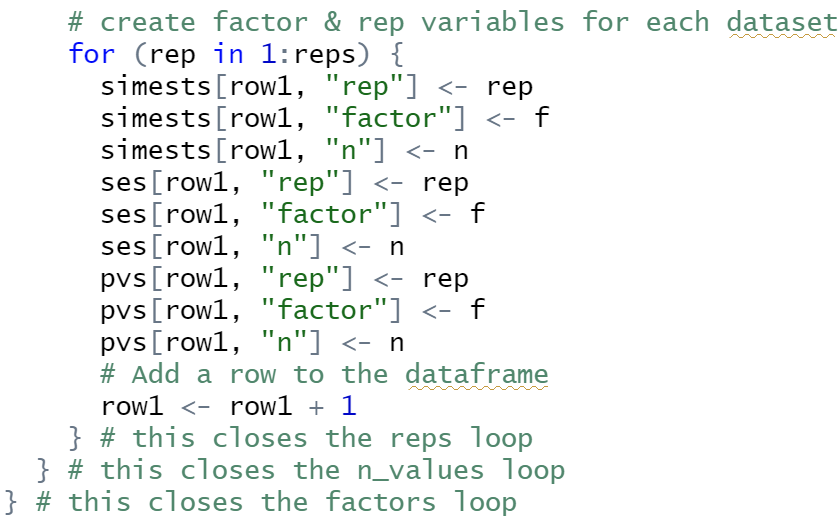 # create factor & rep variables for each dataset
for (rep in 1:reps) {
simests[row1, "rep"] <- rep
simests[row1, "factor"] <- f
simests[row1, "n"] <- n
ses[row1, "rep"] <- rep
ses[row1, "factor"] <- f
ses[row1, "n"] <- n
pvs[row1, "rep"] <- rep
pvs[row1, "factor"] <- f
pvs[row1, "n"] <- n
# Add a row to the dataframe
row1 <- row1 + 1
} # this closes the reps loop
} # this closes the n_values loop
} # this closes the factors loop